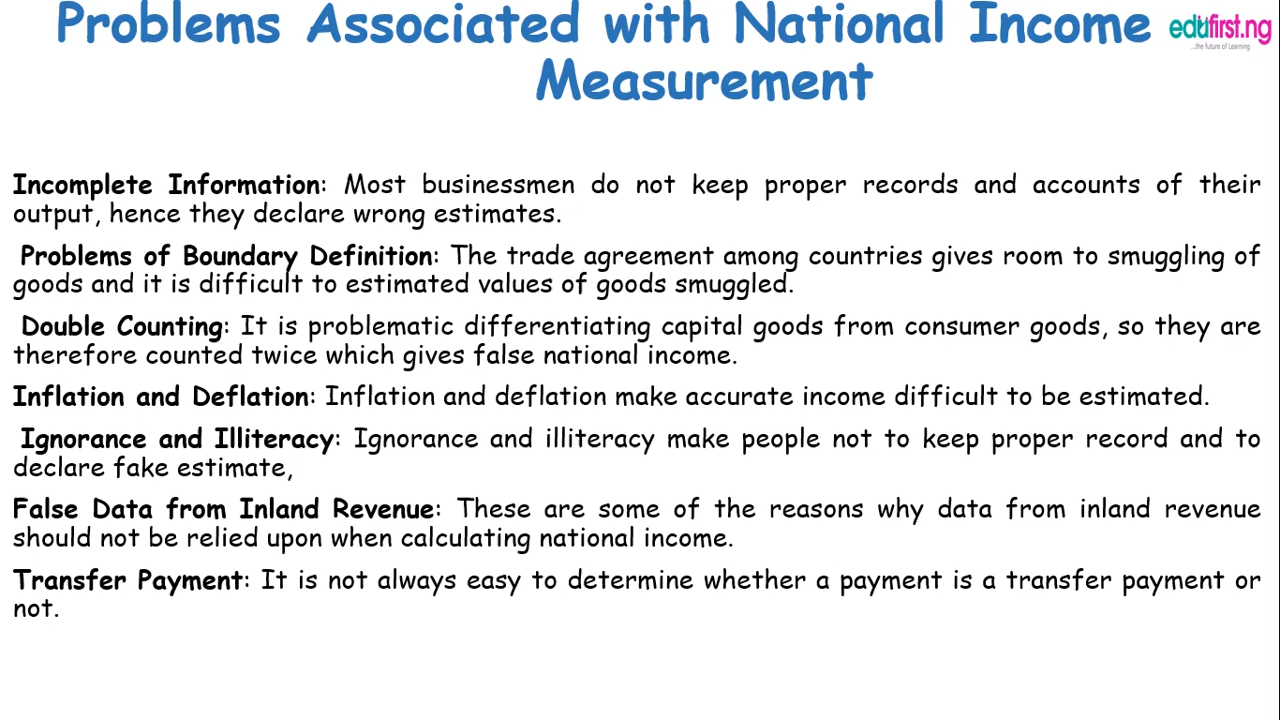 Problems Associated with National Income
Measurement
edufirst.ng
...the future of Learning
Incomplete Information: Most businessmen do not keep proper records and accounts of their
output, hence they declare wrong estimates.
Problems of Boundary Definition: The trade agreement among countries gives room to smuggling of
goods and it is difficult to estimated values of goods smuggled.
Double Counting: It is problematic differentiating capital goods from consumer goods, so they are
therefore counted twice which gives false national income.
Inflation and Deflation: Inflation and deflation make accurate income difficult to be estimated.
Ignorance and Illiteracy: Ignorance and illiteracy make people not to keep proper record and to
declare fake estimate,
False Data from Inland Revenue: These are some of the reasons why data from inland revenue
should not be relied upon when calculating national income.
Transfer Payment: It is not always easy to determine whether a payment is a transfer payment or
not.